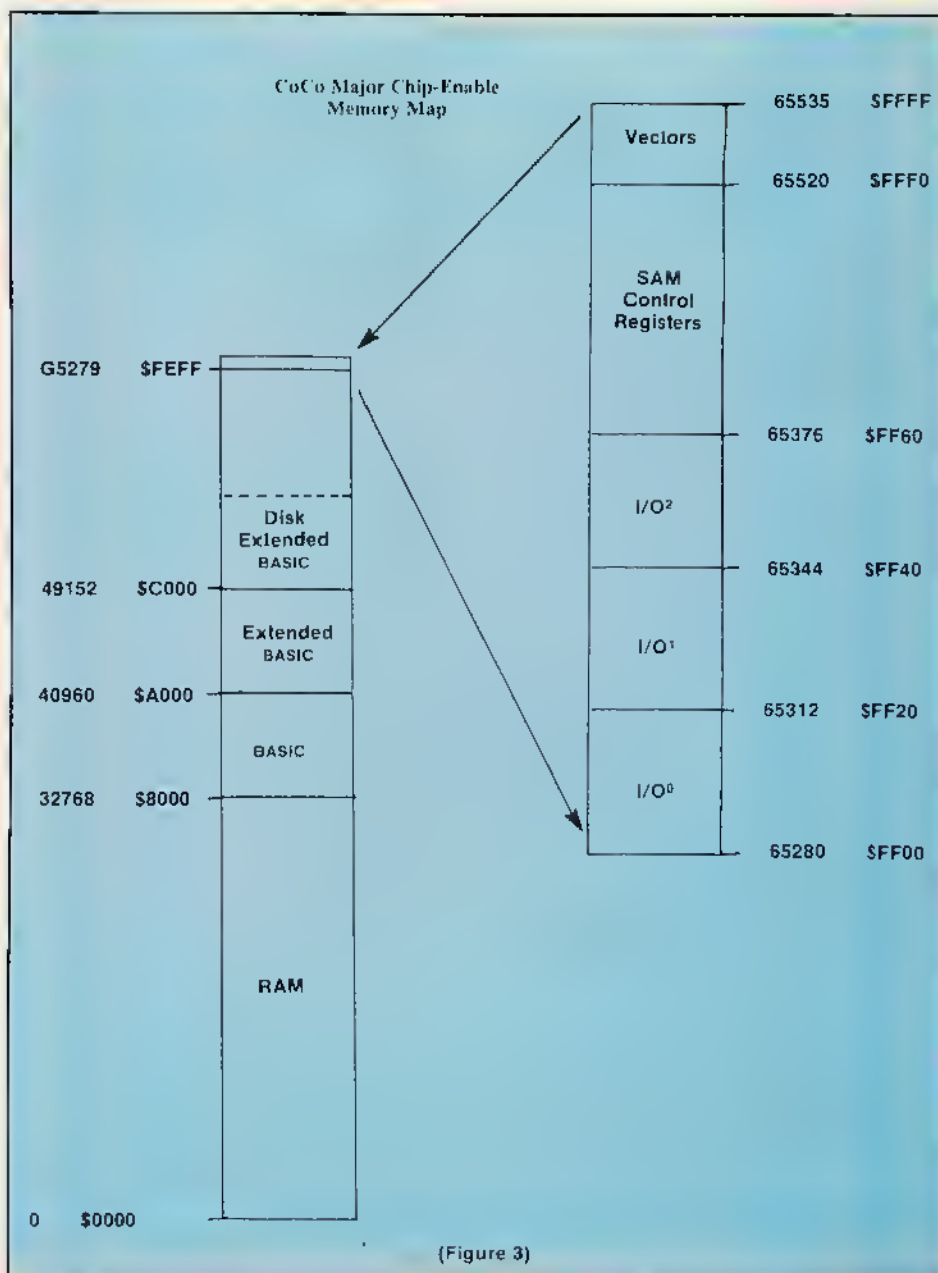 CoCo Major Chip-Enable
Memory Map
65535 $FFFF
Vectors
65520 $FFF0
SAM
Control
Registers
G5279 $FEFF
65376 $FF60
I/O²
Disk
Extended
BASIC
49152 $C000
65344 $FF40
Extended
BASIC
I/O¹
40960 $A000
65312 $FF20
BASIC
I/O⁰
32768 $8000
65280 $FF00
RAM
0 $0000
(Figure 3)